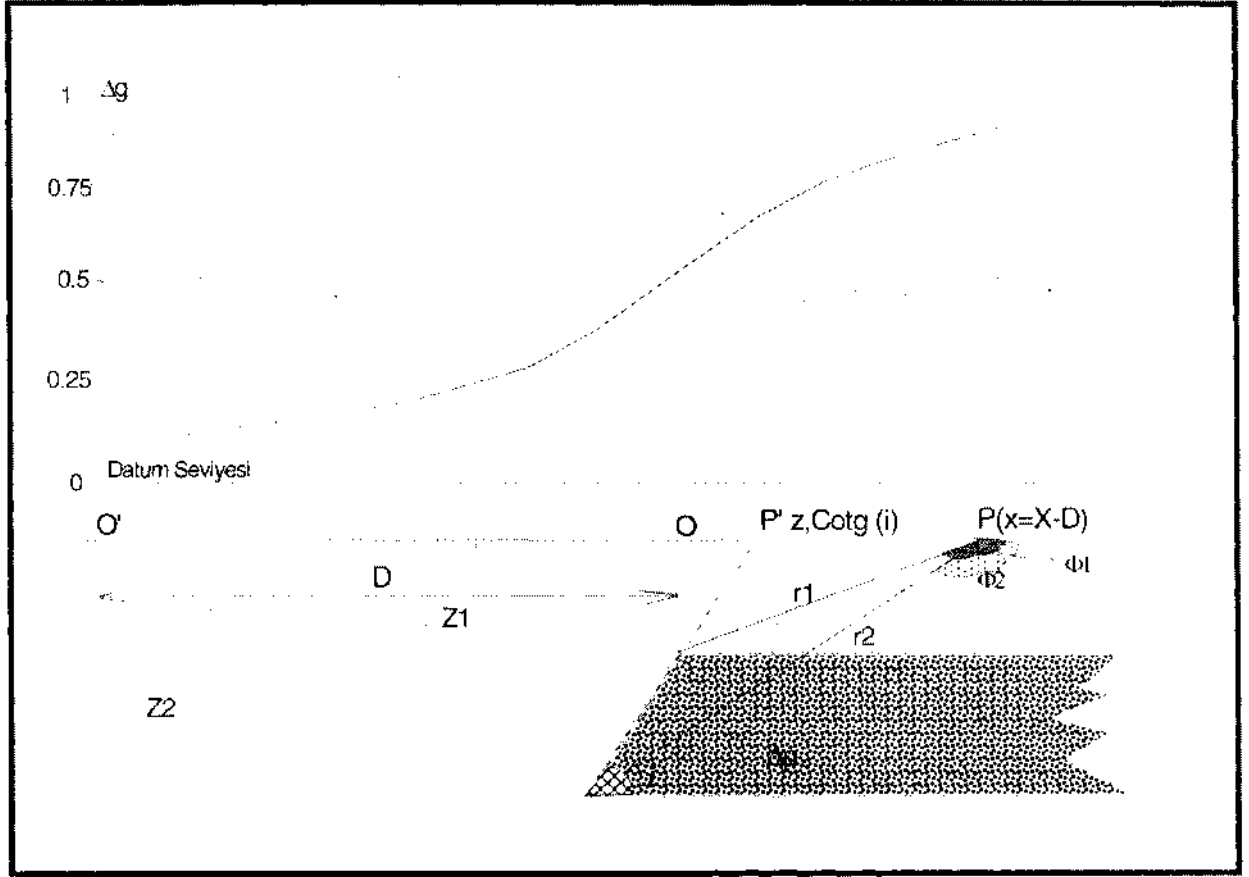 1 Δg
0.75
0.5
0.25
0
Datum Seviyesi
O'
O
P' z,Cotg (i)
P(x=X-D)
Φ1
Φ2
D
r1
Z1
r2
Z2